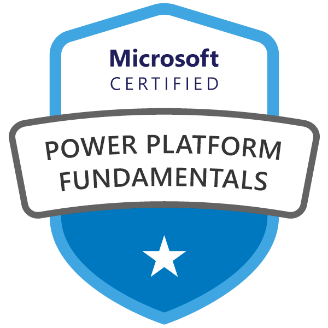 Microsoft
CERTIFIED
POWER PLATFORM
FUNDAMENTALS